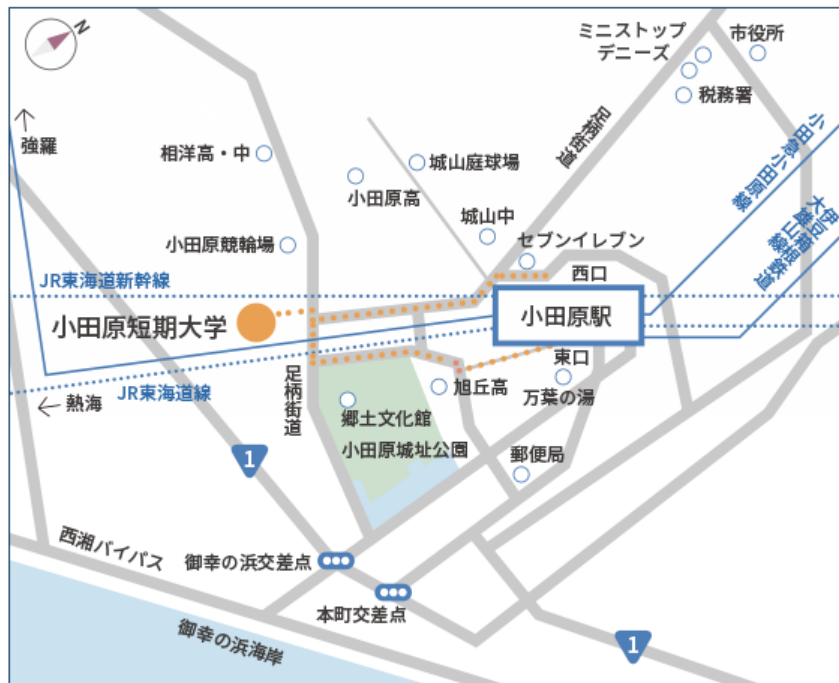 N
ミニストップ
デニーズ
市役所
税務署
強羅
相洋高・中
城山庭球場
小田原高
足柄街道
小田急小田原線
伊豆箱根鉄道
大雄山線
城山中
小田原競輪場
セブンイレブン
西口
JR東海道新幹線
小田原短期大学
小田原駅
東口
万葉の湯
旭丘高
足柄街道
JR東海道線
熱海
郷土文化館
小田原城址公園
郵便局
1
西湘バイパス
御幸の浜交差点
本町交差点
御幸の浜海岸
1